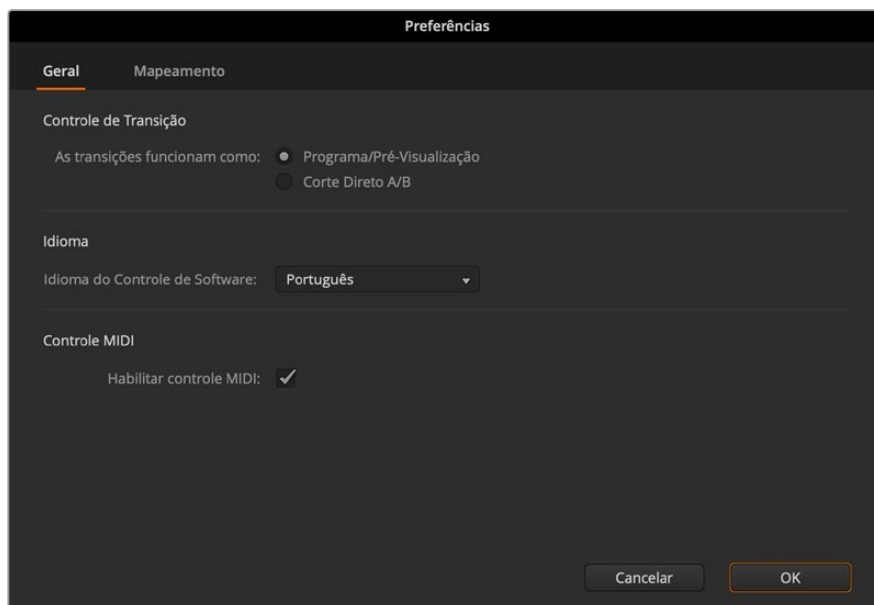 Preferências
Geral Mapeamento
Controle de Transição
As transições funcionam como: Programa/Pré-Visualização
Corte Direto A/B
Idioma
Idioma do Controle de Software: Português
Controle MIDI
Habilitar controle MIDI:
Cancelar OK